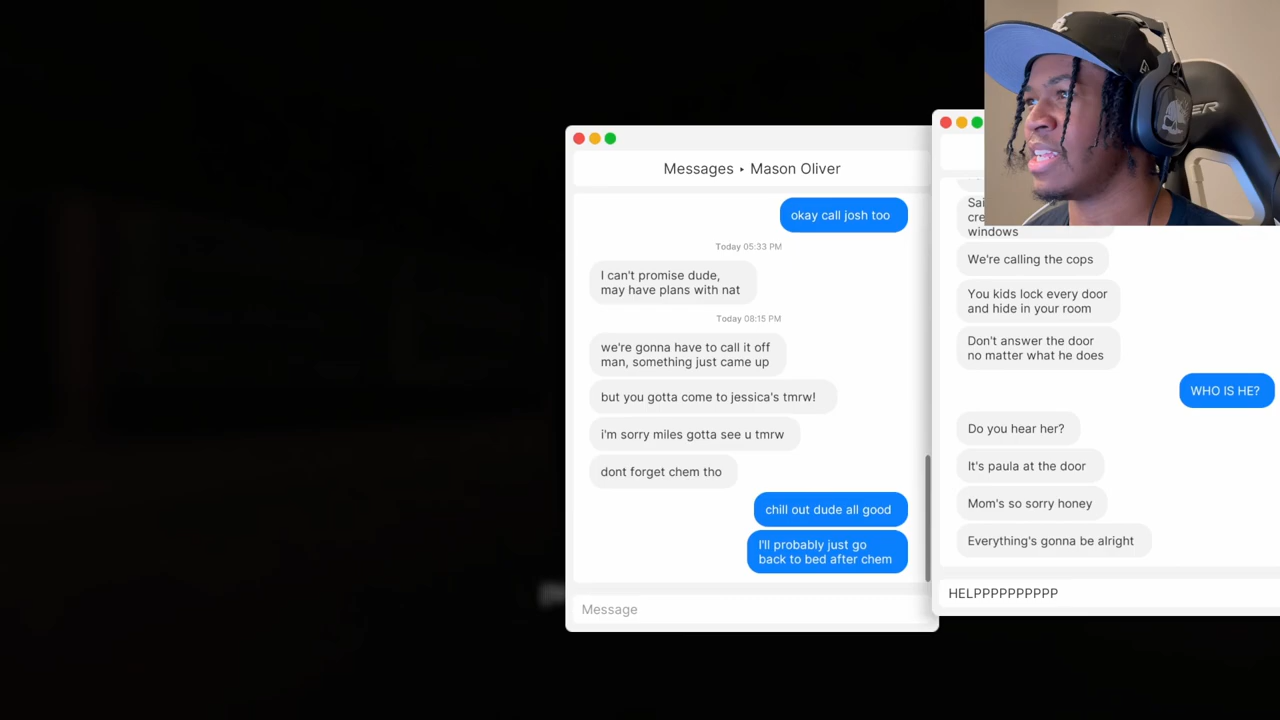 Messages ▸ Mason Oliver
okay call josh too
Today 05:33 PM
I can't promise dude,
may have plans with nat
Today 08:15 PM
we're gonna have to call it off
man, something just came up
but you gotta come to jessica's tmrw!
i'm sorry miles gotta see u tmrw
dont forget chem tho
chill out dude all good
I'll probably just go
back to bed after chem
Message
windows
We're calling the cops
You kids lock every door
and hide in your room
Don't answer the door
no matter what he does
WHO IS HE?
Do you hear her?
It's paula at the door
Mom's so sorry honey
Everything's gonna be alright
HELPPPPPPPPPP